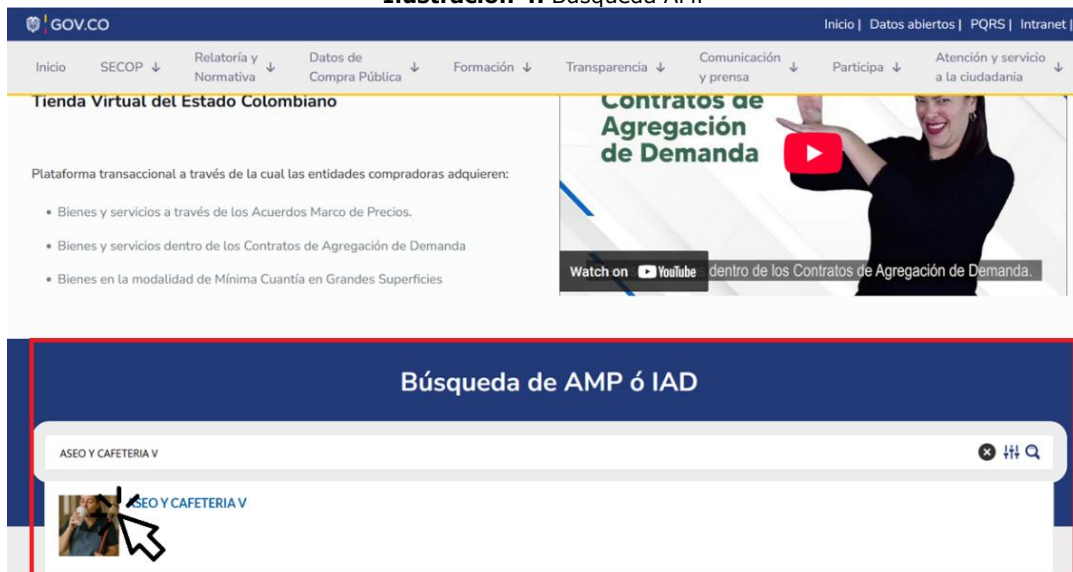 Ilustración 4. Búsqueda AMP
GOV.CO
Inicio | Datos abiertos | PQRS | Intranet |
Inicio SECOP ↓ Relatoría y Normativa ↓ Datos de Compra Pública ↓ Formación ↓ Transparencia ↓ Comunicación y prensa ↓ Participa ↓ Atención y servicio a la ciudadania ↓
Tienda Virtual del Estado Colombiano
Plataforma transaccional a través de la cual las entidades compradoras adquieren:
• Bienes y servicios a través de los Acuerdos Marco de Precios.
• Bienes y servicios dentro de los Contratos de Agregación de Demanda
• Bienes en la modalidad de Mínima Cuantía en Grandes Superficies
Contratos de
Agregación
de Demanda
Watch on YouTube
dentro de los Contratos de Agregación de Demanda.
Búsqueda de AMP ó IAD
ASEO Y CAFETERIA V
ASEO Y CAFETERIA V